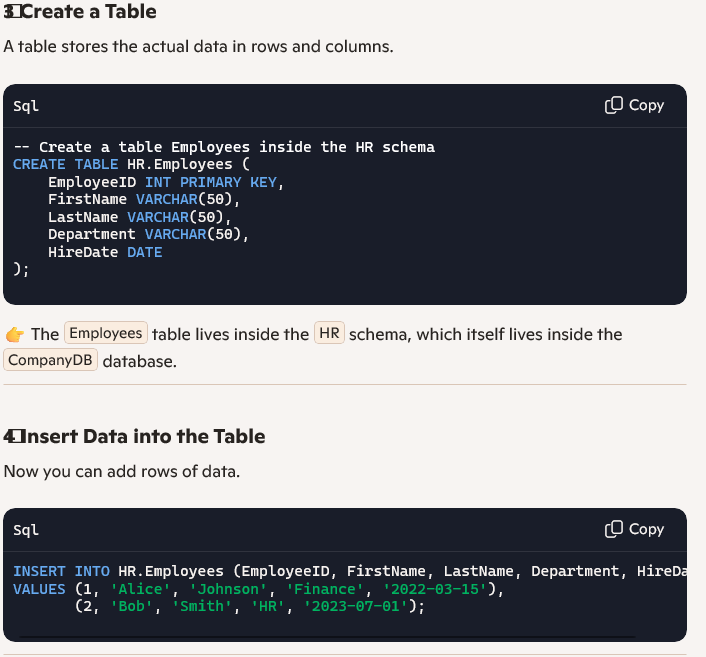 3 Create a Table
A table stores the actual data in rows and columns.
Sql
Copy
-- Create a table Employees inside the HR schema
CREATE TABLE HR.Employees (
    EmployeeID INT PRIMARY KEY,
    FirstName VARCHAR(50),
    LastName VARCHAR(50),
    Department VARCHAR(50),
    HireDate DATE
);
👉 The Employees table lives inside the HR schema, which itself lives inside the
CompanyDB database.
4 Insert Data into the Table
Now you can add rows of data.
Sql
Copy
INSERT INTO HR.Employees (EmployeeID, FirstName, LastName, Department, HireDa
VALUES (1, 'Alice', 'Johnson', 'Finance', '2022-03-15'),
       (2, 'Bob', 'Smith', 'HR', '2023-07-01');